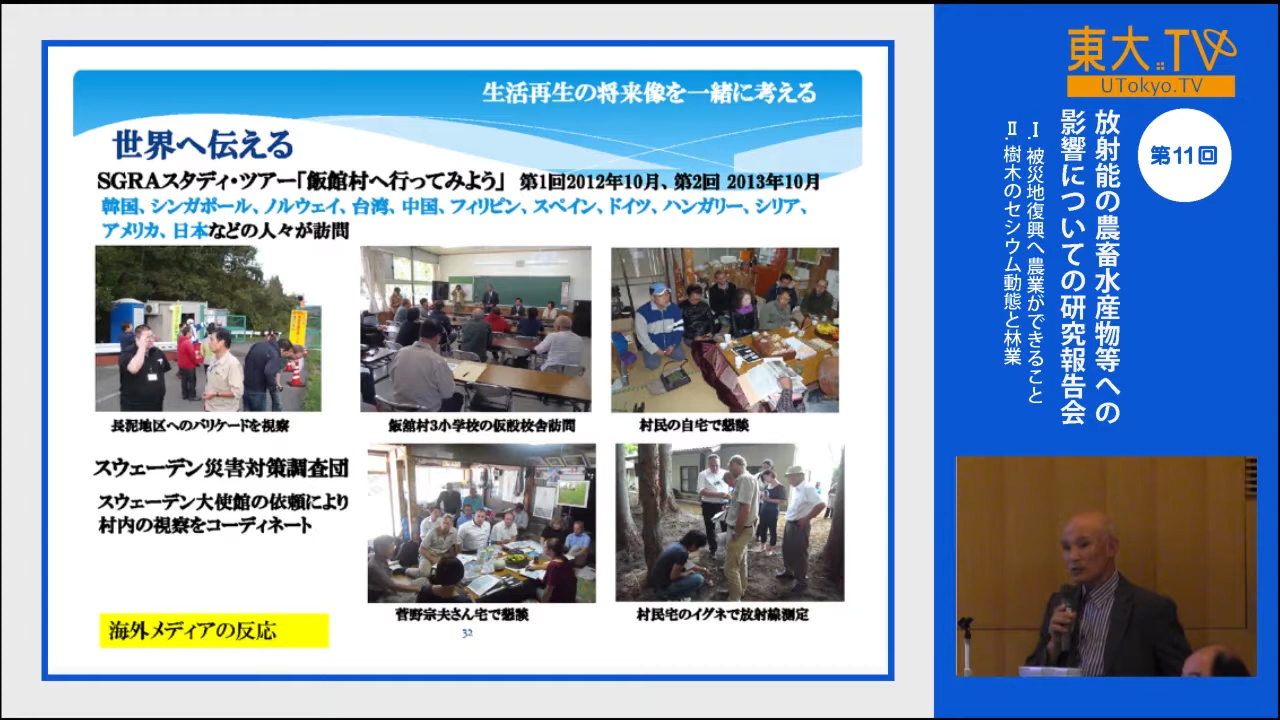 生活再生の将来像を一緒に考える
世界へ伝える
SGRAスタディ・ツアー「飯館村へ行ってみよう」 第1回2012年10月、第2回 2013年10月
韓国、シンガポール、ノルウェイ、台湾、中国、フィリピン、スペイン、ドイツ、ハンガリー、シリア、
アメリカ、日本などの人々が訪問
長泥地区へのバリケードを視察
飯館村3小学校の仮設校舎訪問
村民の自宅で懇談
スウェーデン災害対策調査団
スウェーデン大使館の依頼により
村内の視察をコーディネート
菅野宗夫さん宅で懇談
村民宅のイグネで放射線測定
海外メディアの反応
32
東大.TV
UTokyo.TV
第11回
放射能の農畜水産物等への
影響についての研究報告会
Ⅰ.被災地復興へ農業ができること
Ⅱ.樹木のセシウム動態と林業